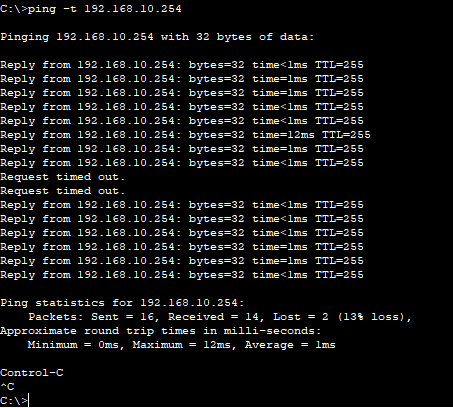 C:\>ping -t 192.168.10.254
Pinging 192.168.10.254 with 32 bytes of data:
Reply from 192.168.10.254: bytes=32 time<1ms TTL=255
Reply from 192.168.10.254: bytes=32 time=1ms TTL=255
Reply from 192.168.10.254: bytes=32 time=1ms TTL=255
Reply from 192.168.10.254: bytes=32 time<1ms TTL=255
Reply from 192.168.10.254: bytes=32 time<1ms TTL=255
Reply from 192.168.10.254: bytes=32 time=12ms TTL=255
Reply from 192.168.10.254: bytes=32 time=1ms TTL=255
Reply from 192.168.10.254: bytes=32 time<1ms TTL=255
Request timed out.
Request timed out.
Reply from 192.168.10.254: bytes=32 time<1ms TTL=255
Reply from 192.168.10.254: bytes=32 time<1ms TTL=255
Reply from 192.168.10.254: bytes=32 time=1ms TTL=255
Reply from 192.168.10.254: bytes=32 time=1ms TTL=255
Reply from 192.168.10.254: bytes=32 time<1ms TTL=255
Reply from 192.168.10.254: bytes=32 time<1ms TTL=255
Ping statistics for 192.168.10.254:
Packets: Sent = 16, Received = 14, Lost = 2 (13% loss),
Approximate round trip times in milli-seconds:
Minimum = 0ms, Maximum = 12ms, Average = 1ms
Control-C
^C
C:\>